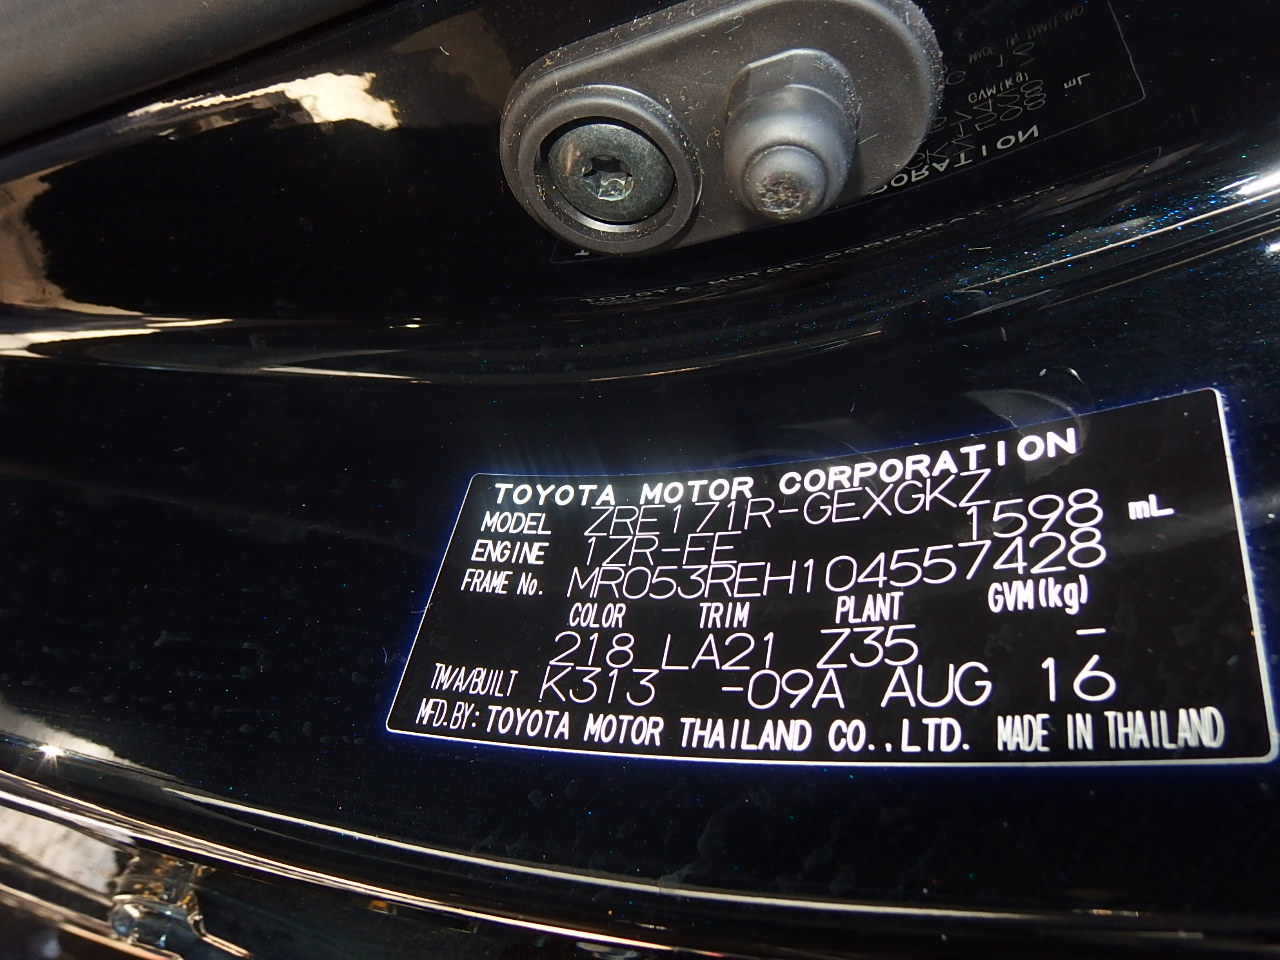 TOYOTA MOTOR CORPORATION
MODEL ZRE171R-GEXGKZ
ENGINE 1ZR-FE 1598 mL
FRAME No. MR053REH104557428
COLOR TRIM PLANT GVM(kg)
218 LA21 Z35 –
TM/A/BUILT K313 -09A AUG 16
MFD.BY: TOYOTA MOTOR THAILAND CO.,LTD. MADE IN THAILAND